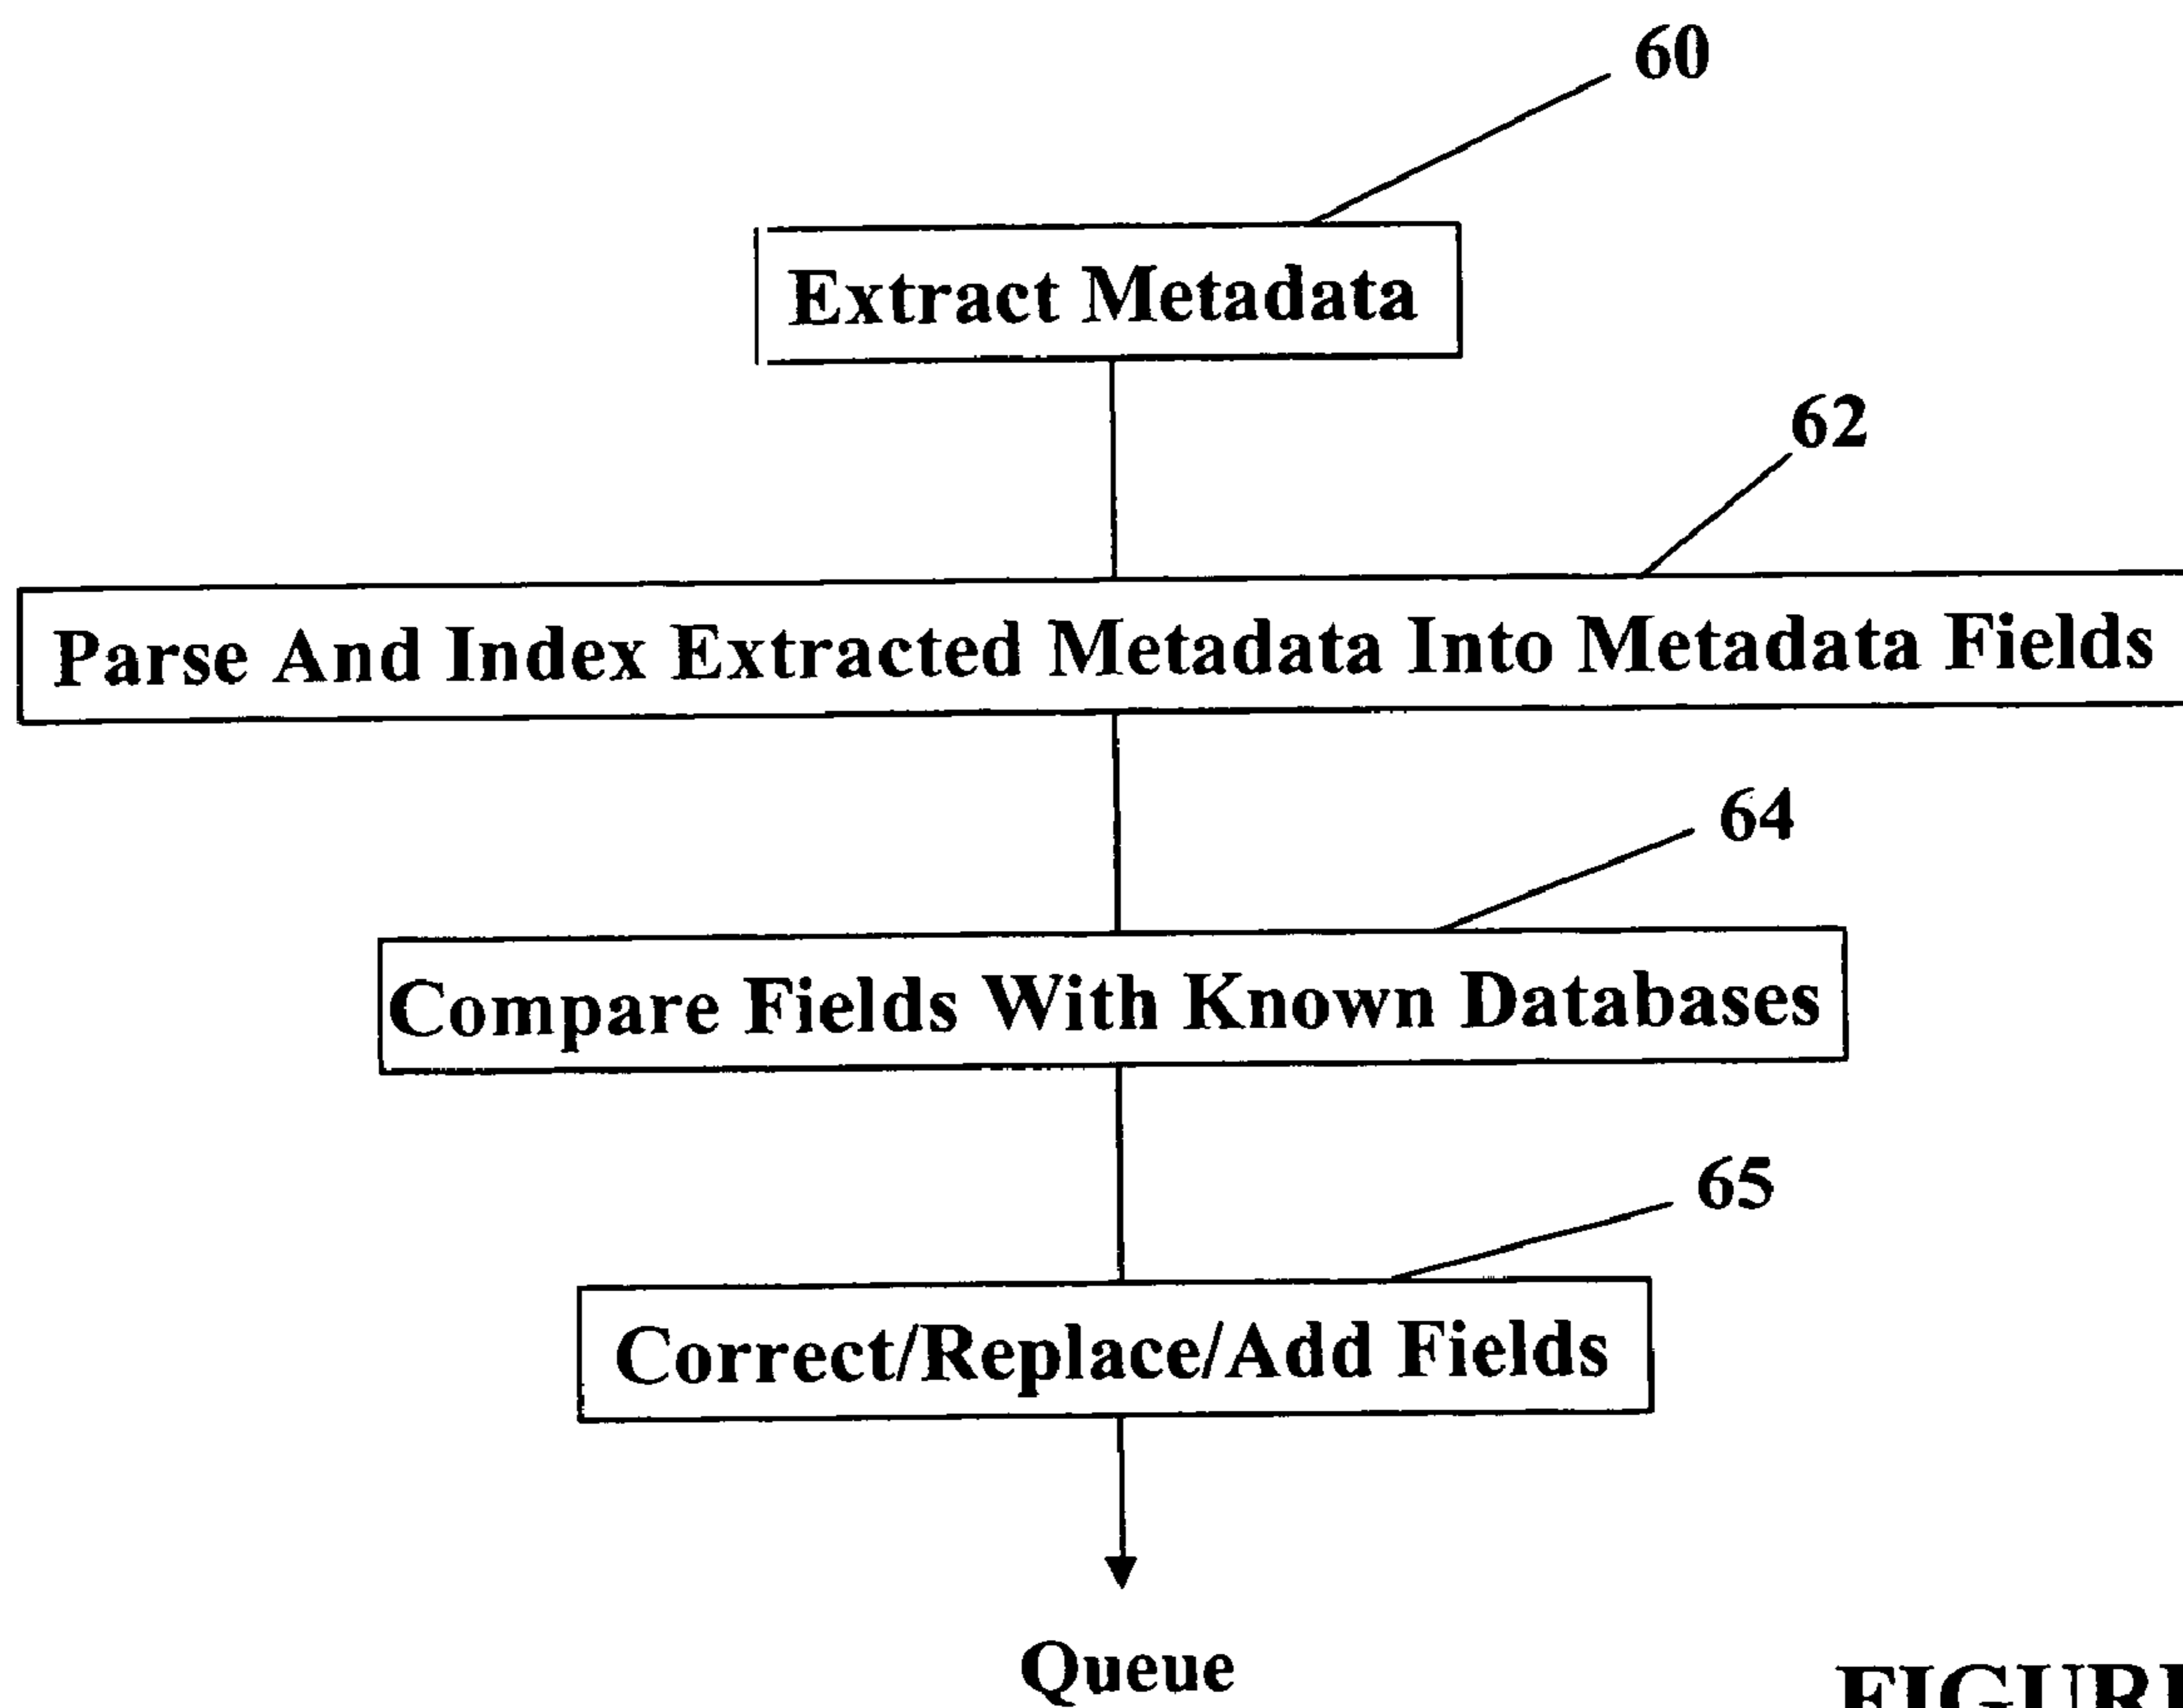 60
Extract Metadata
62
Parse And Index Extracted Metadata Into Metadata Fields
64
Compare Fields With Known Databases
65
Correct/Replace/Add Fields
Queue